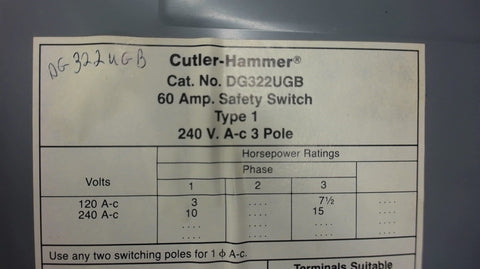 DG322UGB
Cutler-Hammer®
Cat. No. DG322UGB
60 Amp. Safety Switch
Type 1
240 V. A-c 3 Pole
Horsepower Ratings
Volts Phase
1 2 3
120 A-c 3 .... 7½ ....
240 A-c 10 .... 15 ....
.... .... .... ....
Use any two switching poles for 1 ϕ A-c.
Terminals Suitable